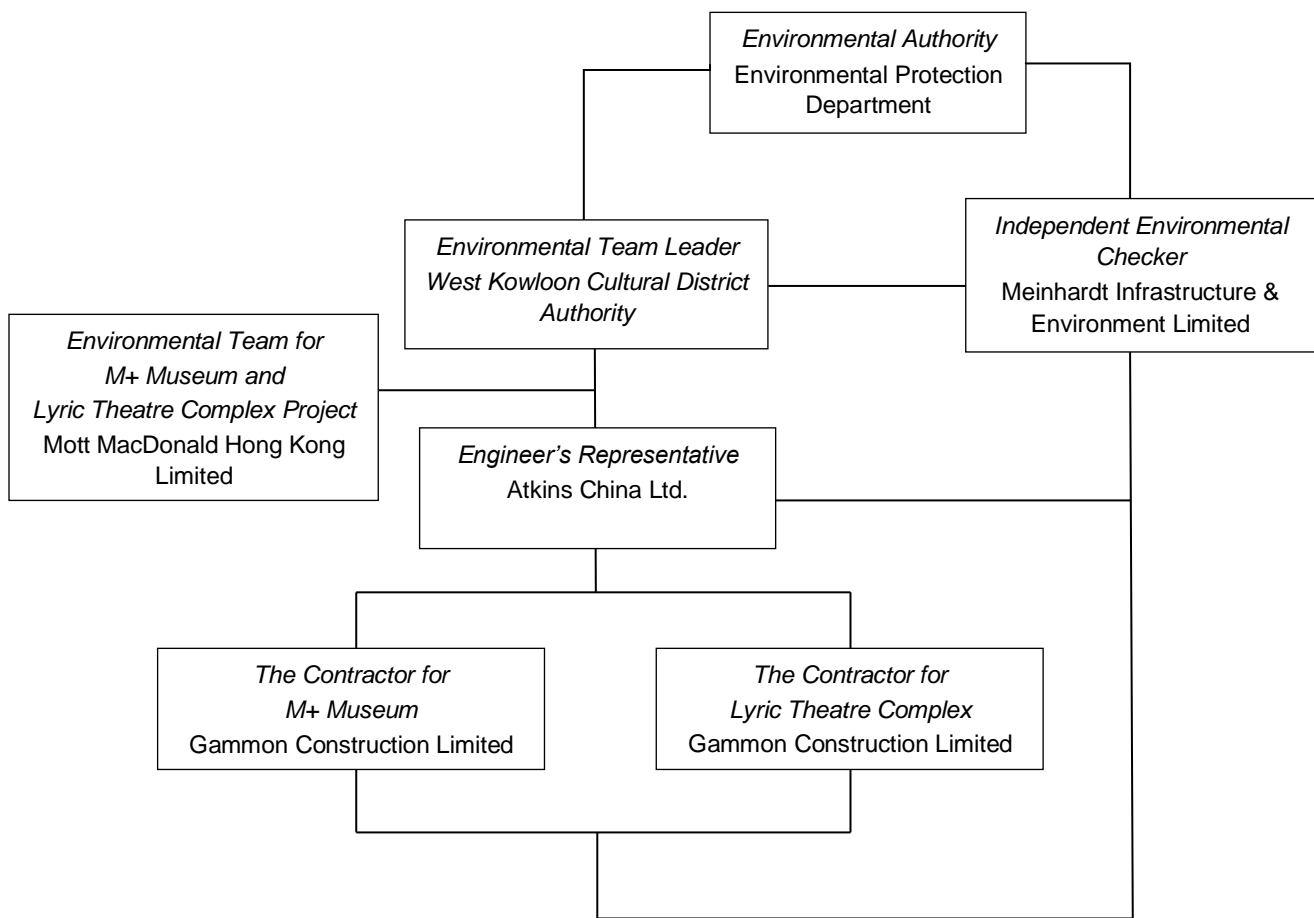 Environmental Authority
Environmental Protection
Department
Environmental Team Leader
West Kowloon Cultural District
Authority
Independent Environmental
Checker
Meinhardt Infrastructure &
Environment Limited
Environmental Team for
M+ Museum and
Lyric Theatre Complex Project
Mott MacDonald Hong Kong
Limited
Engineer’s Representative
Atkins China Ltd.
The Contractor for
M+ Museum
Gammon Construction Limited
The Contractor for
Lyric Theatre Complex
Gammon Construction Limited